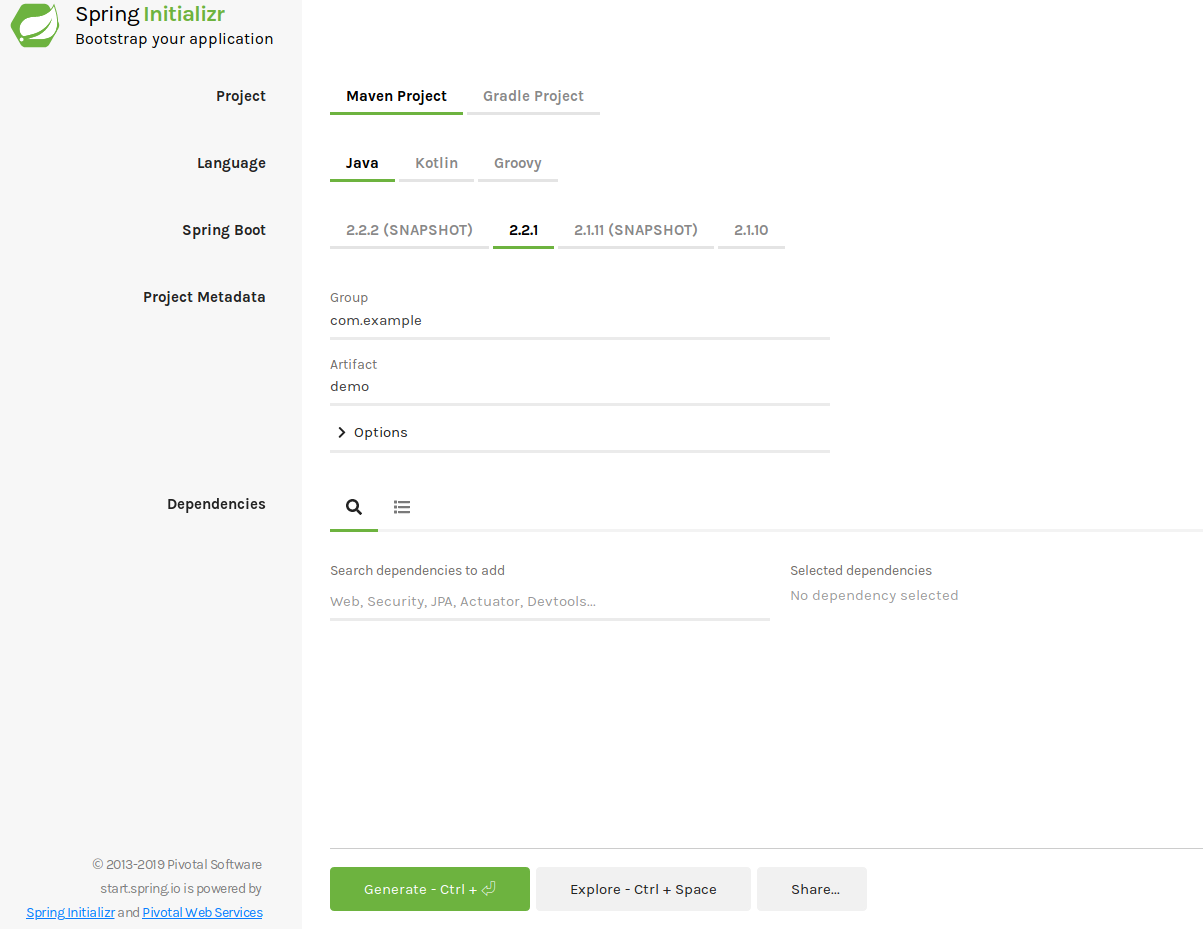 Spring Initializr
Bootstrap your application
Project
Maven Project Gradle Project
Language
Java Kotlin Groovy
Spring Boot
2.2.2 (SNAPSHOT) 2.2.1 2.1.11 (SNAPSHOT) 2.1.10
Project Metadata
Group
com.example
Artifact
demo
Options
Dependencies
Search dependencies to add
Web, Security, JPA, Actuator, Devtools...
Selected dependencies
No dependency selected
© 2013-2019 Pivotal Software
start.spring.io is powered by
Spring Initializr and Pivotal Web Services
Generate - Ctrl + ⏎
Explore - Ctrl + Space
Share...